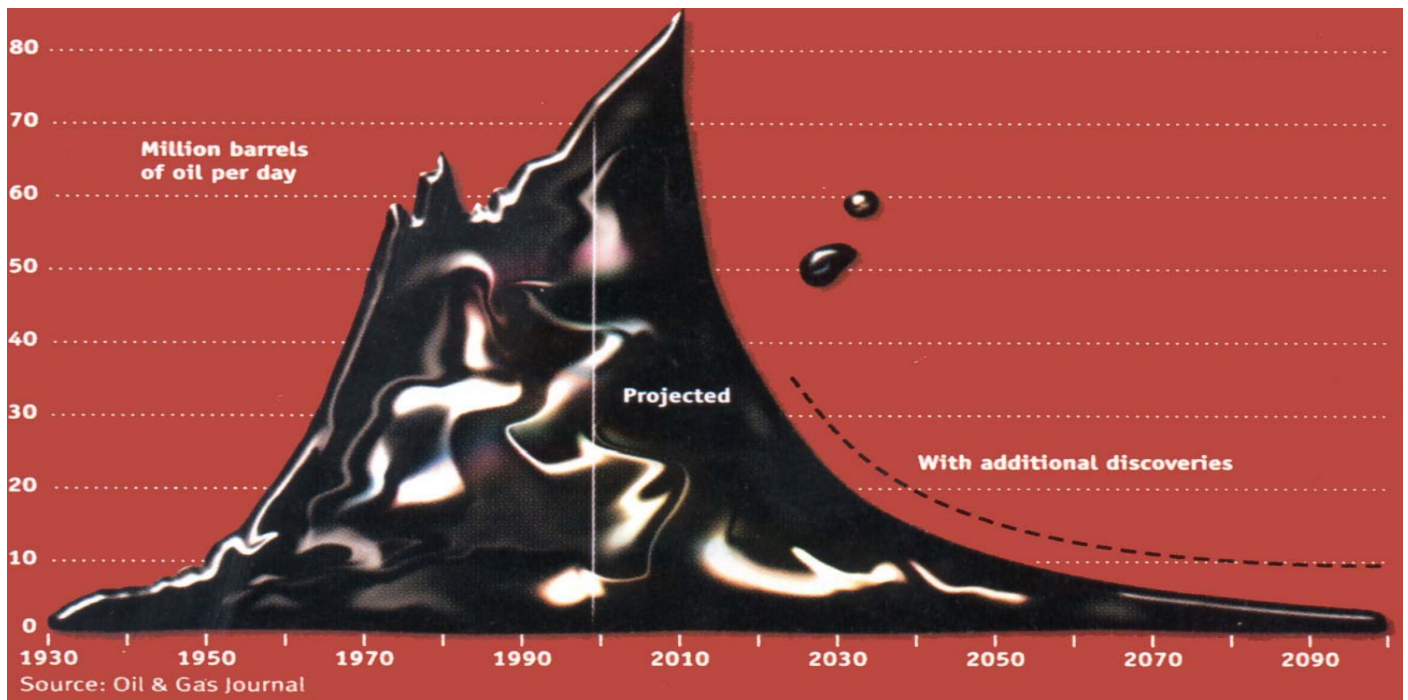 80
70
Million barrels
of oil per day
60
50
40
Projected
30
With additional discoveries
20
10
0
1930 1950 1970 1990 2010 2030 2050 2070 2090
Source: Oil & Gas Journal